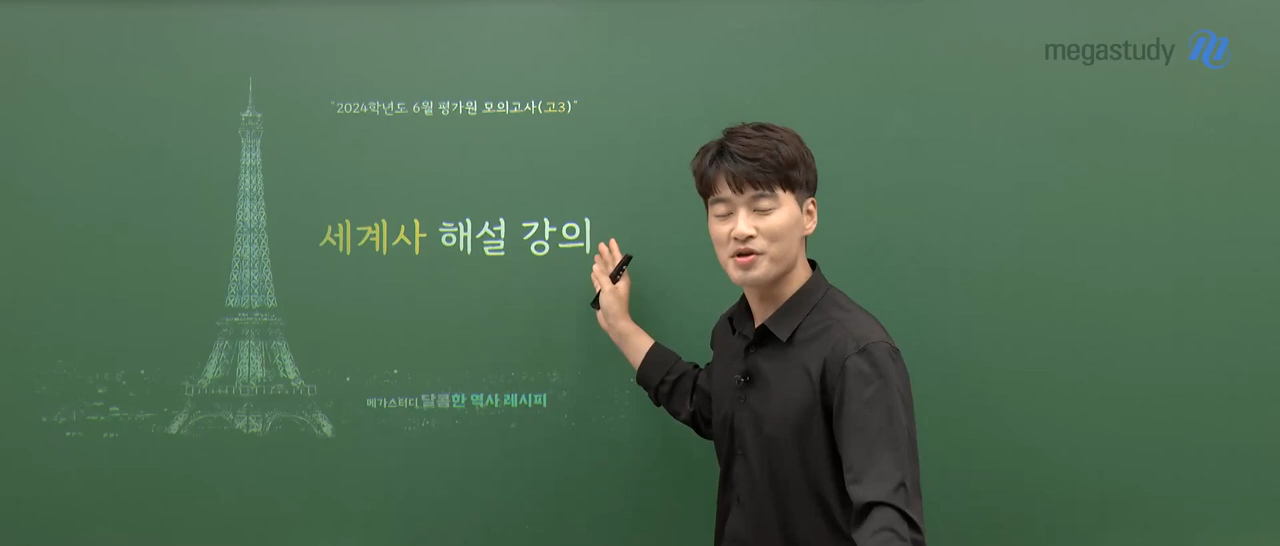 megastudy
"2024학년도 6월 평가원 모의고사(고3)"
세계사 해설 강의
메가스터디 달콤한 역사 레시피